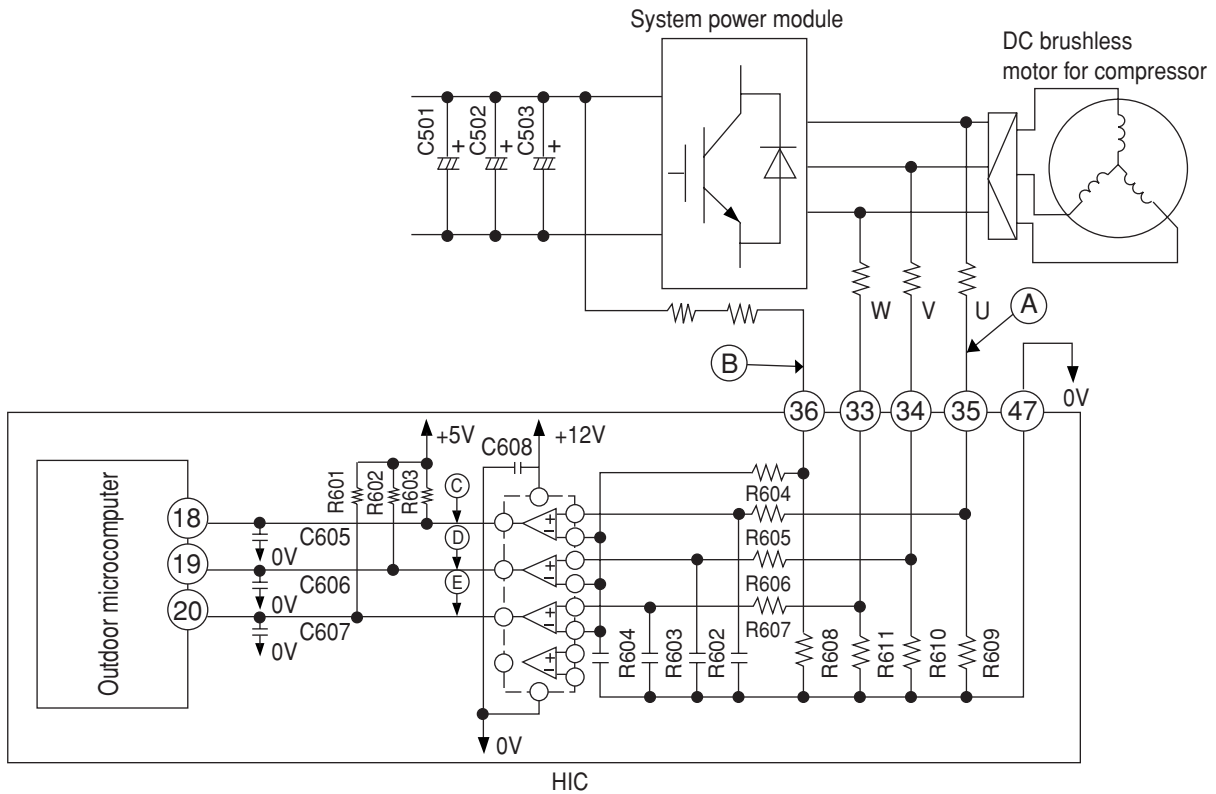 System power module
DC brushless
motor for compressor
C501
+
C502
+
C503
+
W
V
U
A
B
36
33
34
35
47
0V
Outdoor microcomputer
18
19
20
0V
0V
0V
C605
C606
C607
R601
R602
R603
+5V
C608
+12V
C
D
E
+
–
+
–
+
–
+
–
R604
R605
R606
R607
R604
R603
R602
R608
R611
R610
R609
0V
HIC